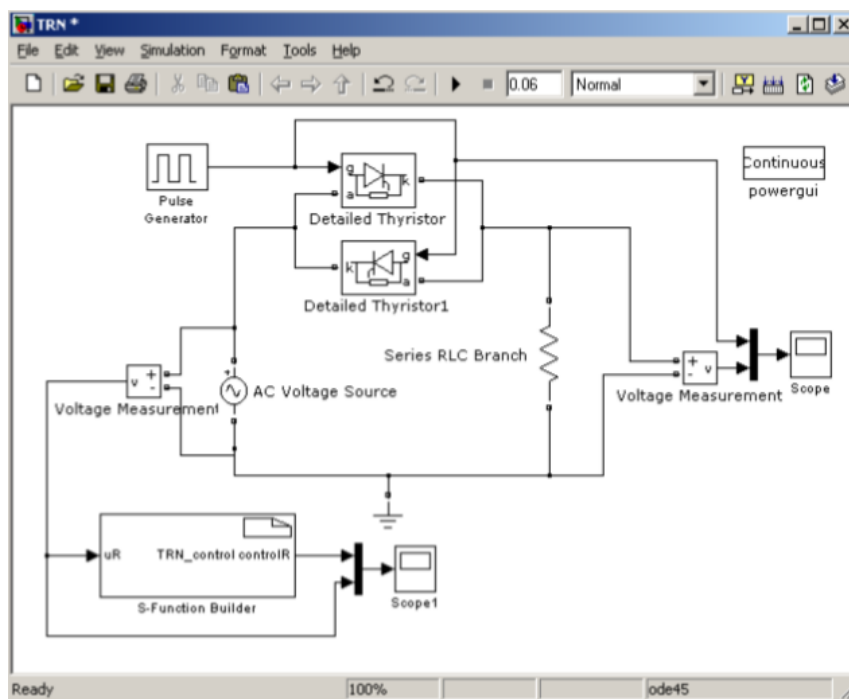 TRN *
File Edit View Simulation Format Tools Help
0.06 Normal
Continuous
powergui
Pulse
Generator
g
k
a
Detailed Thyristor
g
k
a
Detailed Thyristor1
Series RLC Branch
+
v
-
Voltage Measurement
+
AC Voltage Source
+
-
v
Voltage Measurement
Scope
uR TRN_control controlR
S-Function Builder
Scope1
Ready 100% ode45